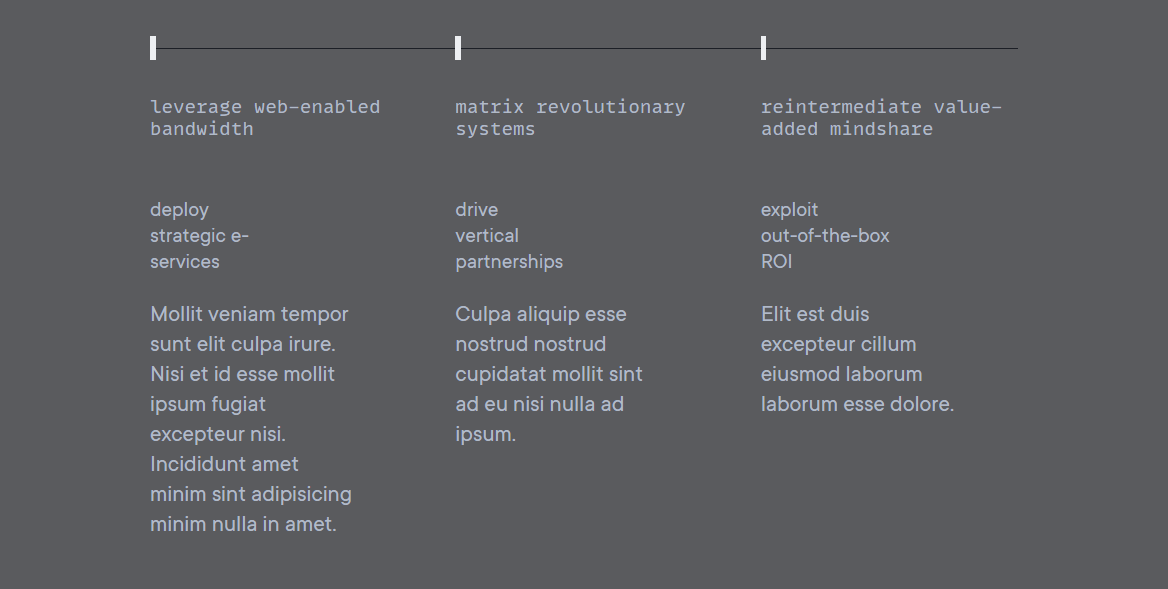 leverage web-enabled
bandwidth
deploy
strategic e-
services
Mollit veniam tempor
sunt elit culpa irure.
Nisi et id esse mollit
ipsum fugiat
excepteur nisi.
Incididunt amet
minim sint adipisicing
minim nulla in amet.
matrix revolutionary
systems
drive
vertical
partnerships
Culpa aliquip esse
nostrud nostrud
cupidatat mollit sint
ad eu nisi nulla ad
ipsum.
reintermediate value-
added mindshare
exploit
out-of-the-box
ROI
Elit est duis
excepteur cillum
eiusmod laborum
laborum esse dolore.